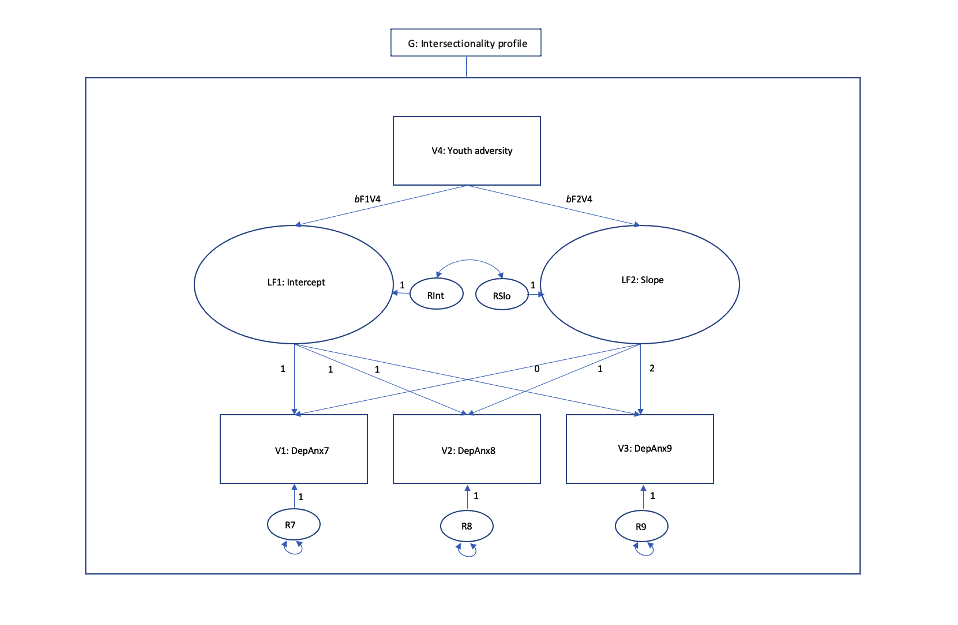 G: Intersectionality profile
V4: Youth adversity
bF1V4
bF2V4
LF1: Intercept
LF2: Slope
1
RInt
RSlo
1
1
1
1
0
1
2
V1: DepAnx7
V2: DepAnx8
V3: DepAnx9
1
1
1
R7
R8
R9